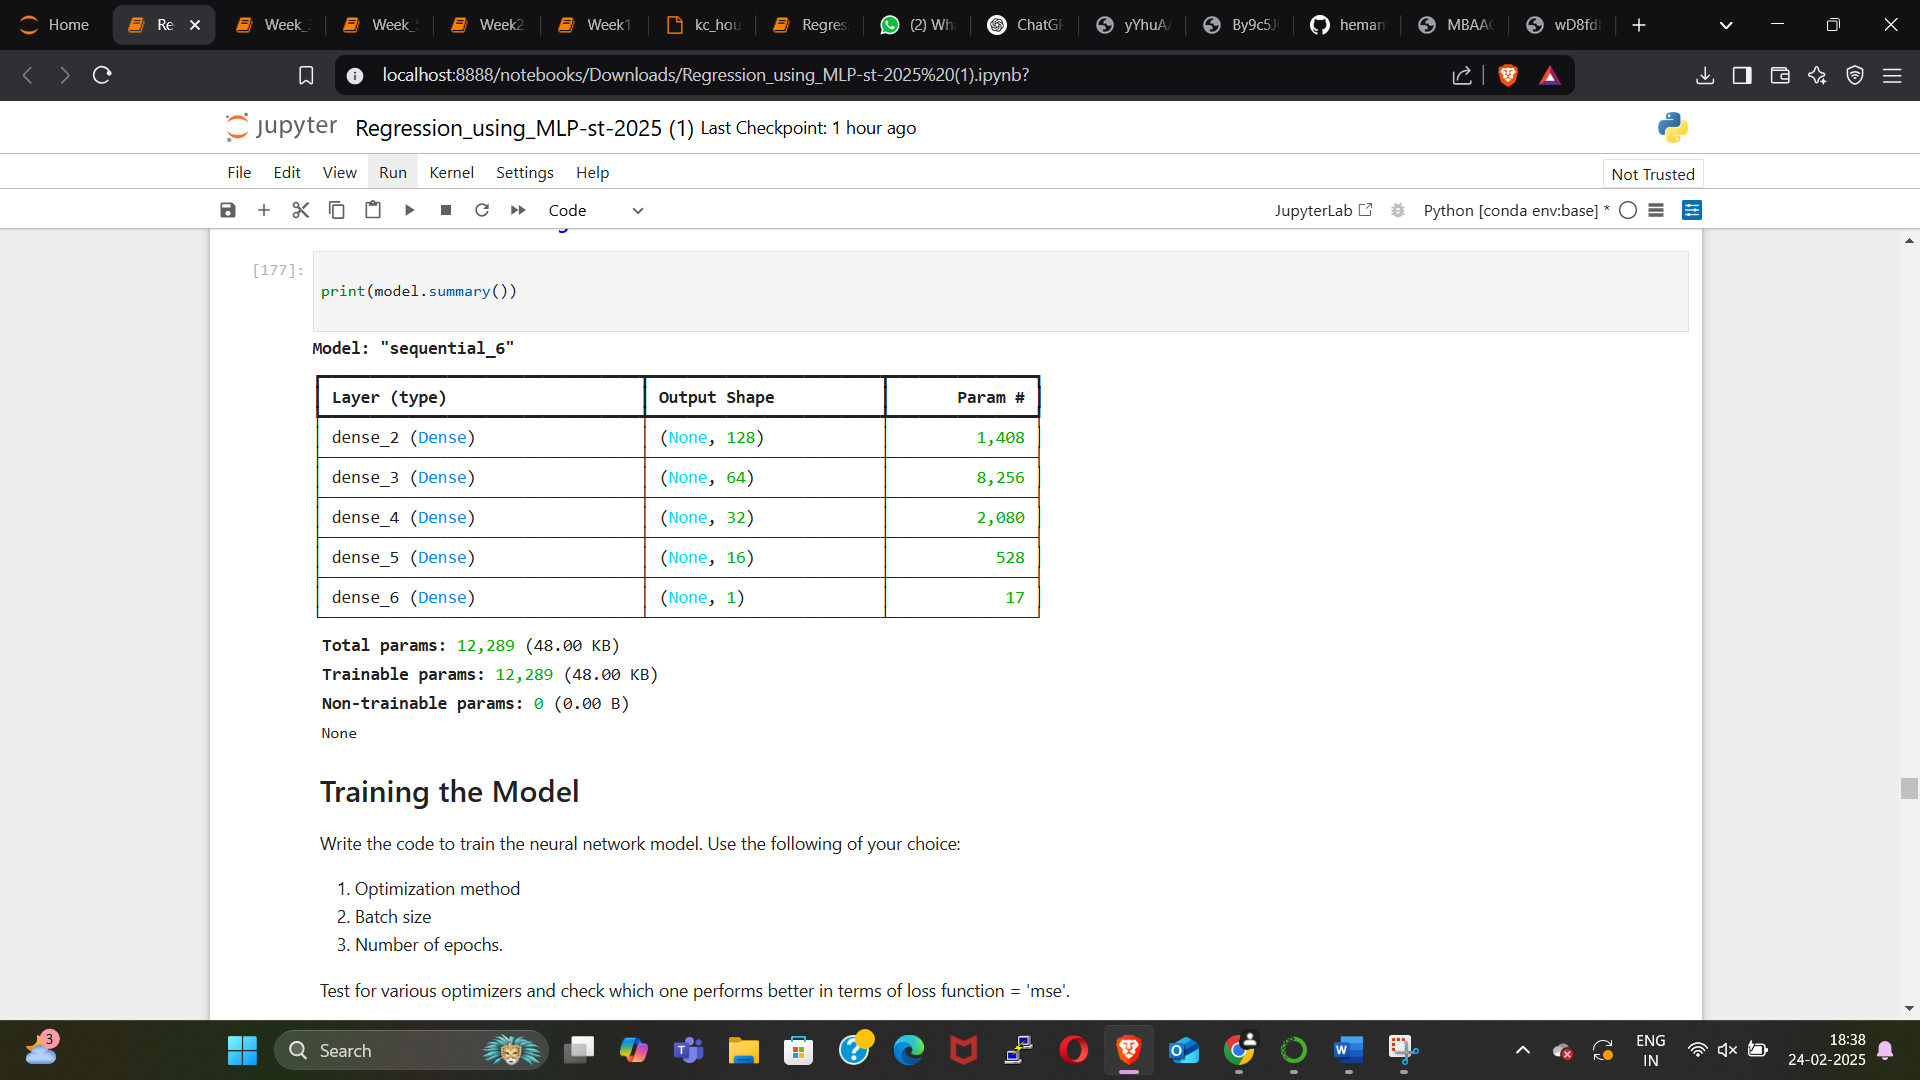 Home
Re
Week_
Week_
Week2
Week1
kc_hou
Regres
(2) Wh
ChatGP
yYhuA
By9c5J
heman
MBAA
wD8fd
localhost:8888/notebooks/Downloads/Regression_using_MLP-st-2025%20(1).ipynb?
jupyter Regression_using_MLP-st-2025 (1) Last Checkpoint: 1 hour ago
File Edit View Run Kernel Settings Help
Not Trusted
Code
JupyterLab
Python [conda env:base] *
[177]:
print(model.summary())
Model: "sequential_6"
Layer (type) Output Shape Param #
dense_2 (Dense) (None, 128) 1,408
dense_3 (Dense) (None, 64) 8,256
dense_4 (Dense) (None, 32) 2,080
dense_5 (Dense) (None, 16) 528
dense_6 (Dense) (None, 1) 17
Total params: 12,289 (48.00 KB)
Trainable params: 12,289 (48.00 KB)
Non-trainable params: 0 (0.00 B)
None
Training the Model
Write the code to train the neural network model. Use the following of your choice:
1. Optimization method
2. Batch size
3. Number of epochs.
Test for various optimizers and check which one performs better in terms of loss function = 'mse'.
3
Search
ENG
IN
18:38
24-02-2025